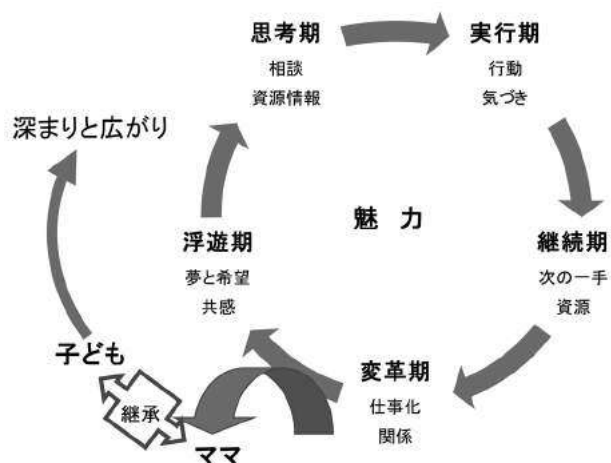 思考期
相談
資源情報
実行期
行動
気づき
深まりと広がり
魅 力
浮遊期
夢と希望
共感
継続期
次の一手
資源
子ども
変革期
仕事化
関係
継承
ママ